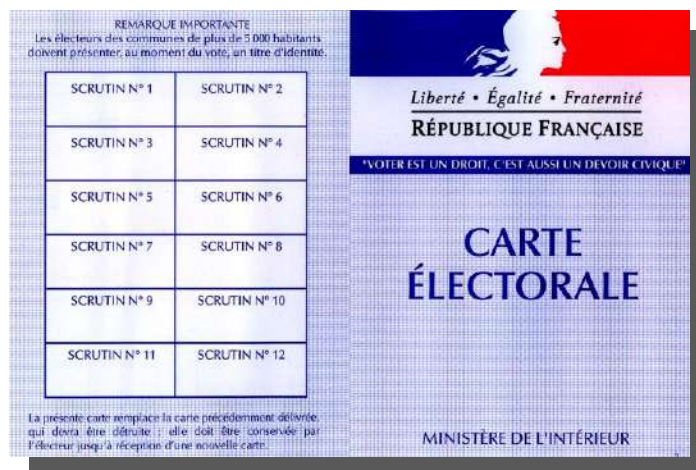 REMARQUE IMPORTANTE
Les électeurs des communes de plus de 5 000 habitants
doivent présenter, au moment du vote, un titre d'identité.
SCRUTIN N° 1 SCRUTIN N° 2
SCRUTIN N° 3 SCRUTIN N° 4
SCRUTIN N° 5 SCRUTIN N° 6
SCRUTIN N° 7 SCRUTIN N° 8
SCRUTIN N° 9 SCRUTIN N° 10
SCRUTIN N° 11 SCRUTIN N° 12
La présente carte remplace la carte précédemment délivrée,
qui devra être détruite ; elle doit être conservée par
l'électeur jusqu'à réception d'une nouvelle carte.
Liberté • Égalité • Fraternité
RÉPUBLIQUE FRANÇAISE
"VOTER EST UN DROIT, C'EST AUSSI UN DEVOIR CIVIQUE"
CARTE
ÉLECTORALE
MINISTÈRE DE L'INTÉRIEUR